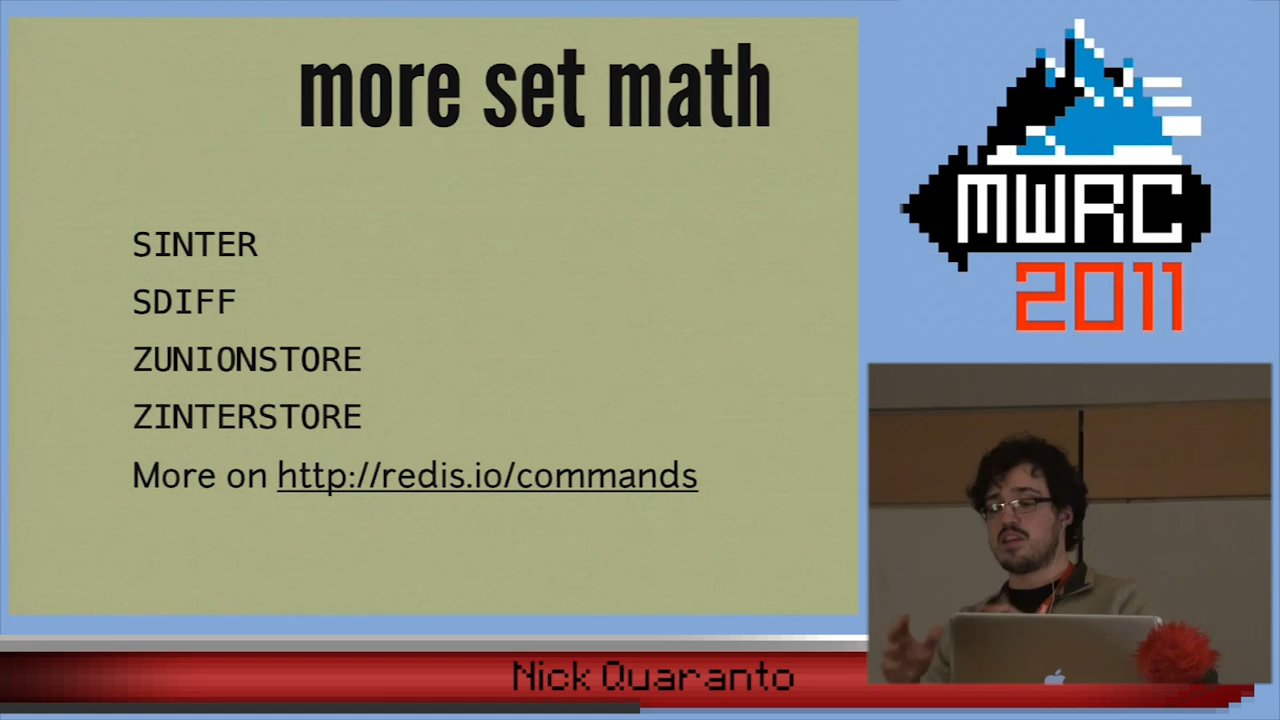 more set math
SINTER
SDIFF
ZUNIONSTORE
ZINTERSTORE
More on http://redis.io/commands
MWRC
2011
Nick Quaranto